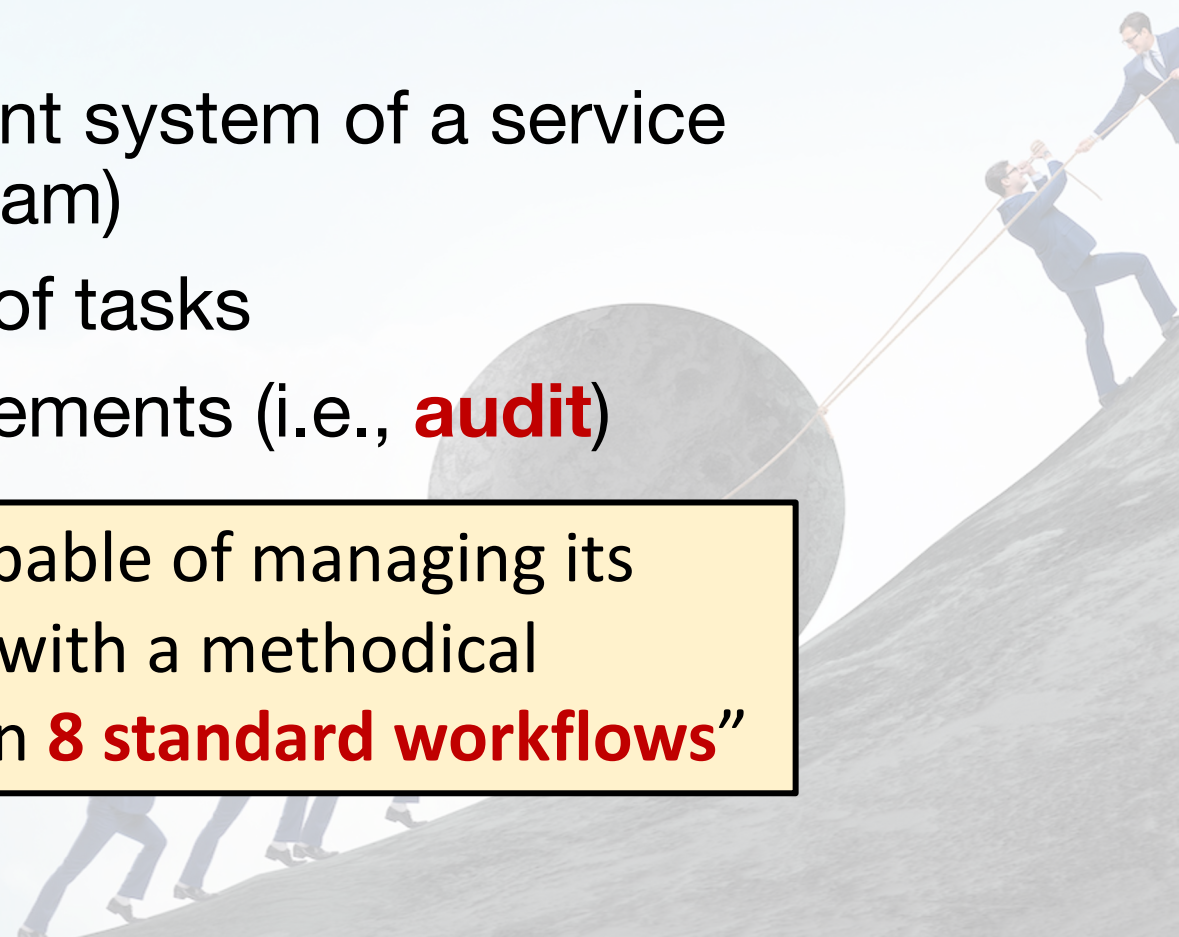 nt system of a service
am)
of tasks
ements (i.e., audit)
pable of managing its
with a methodical
n 8 standard workflows”